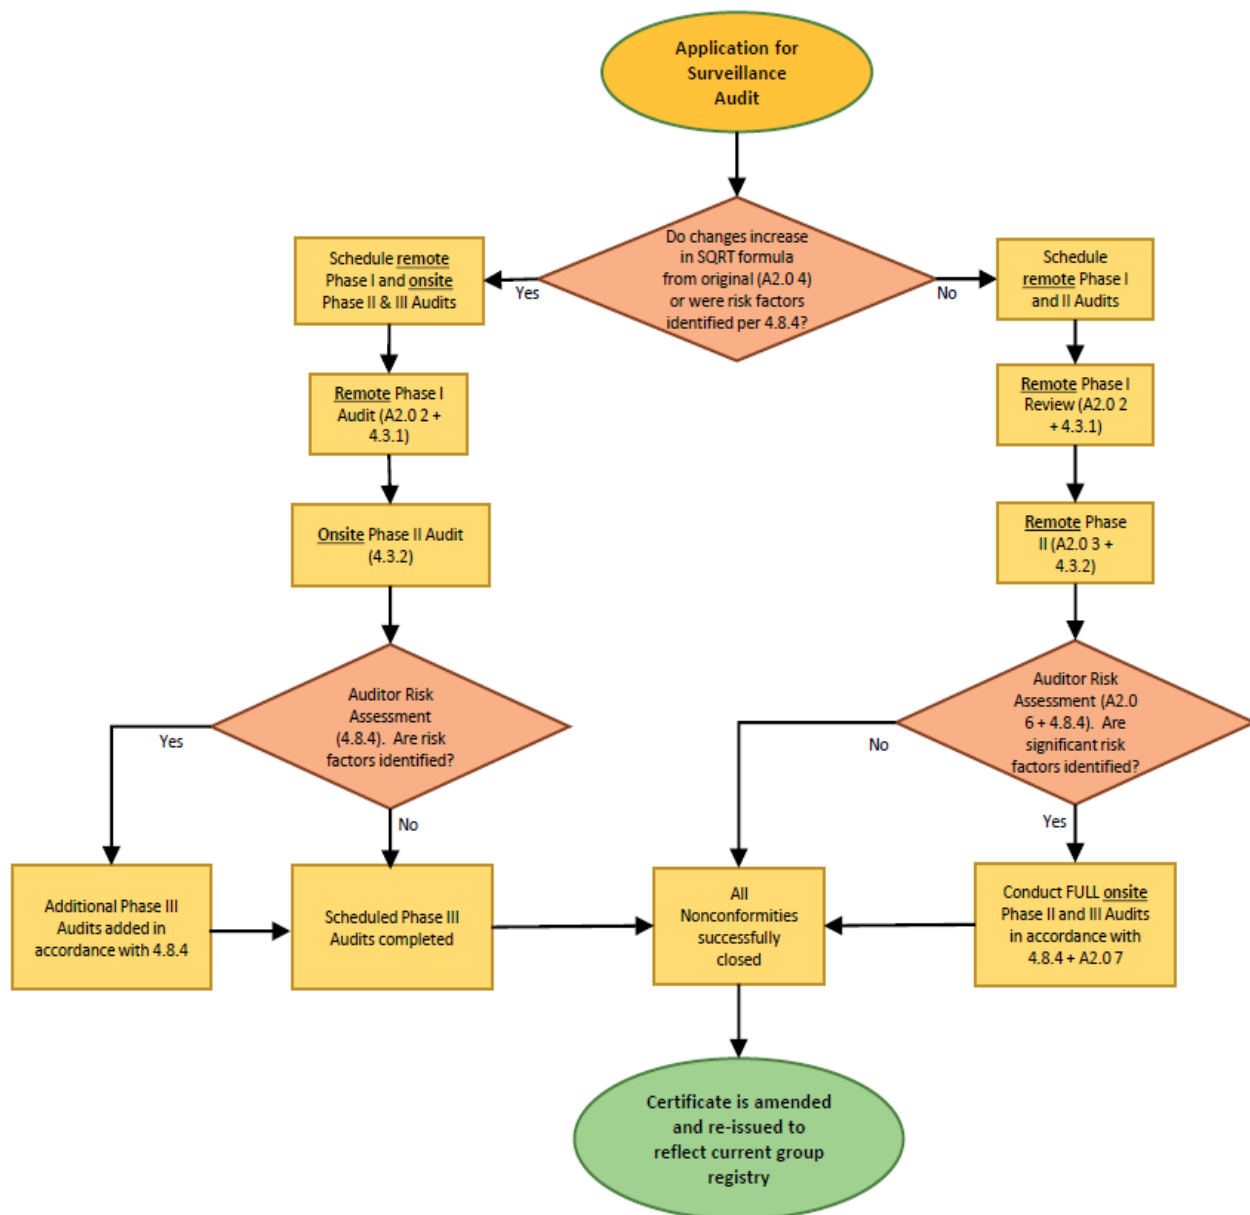 Application for
Surveillance
Audit
Do changes increase
in SQRT formula
from original (A2.0 4)
or were risk factors
identified per 4.8.4?
Yes
No
Schedule remote
Phase I and onsite
Phase II & III Audits
Schedule
remote Phase I
and II Audits
Remote Phase I
Audit (A2.0 2 +
4.3.1)
Remote Phase I
Review (A2.0 2
+ 4.3.1)
Onsite Phase II Audit
(4.3.2)
Remote Phase
II (A2.0 3 +
4.3.2)
Auditor Risk
Assessment
(4.8.4).  Are risk
factors identified?
Yes
No
Auditor Risk
Assessment (A2.0
6 + 4.8.4).  Are
significant risk
factors identified?
No
Yes
Additional Phase III
Audits added in
accordance with 4.8.4
Scheduled Phase III
Audits completed
All
Nonconformities
successfully
closed
Conduct FULL onsite
Phase II and III Audits
in accordance with
4.8.4 + A2.0 7
Certificate is amended
and re-issued to
reflect current group
registry